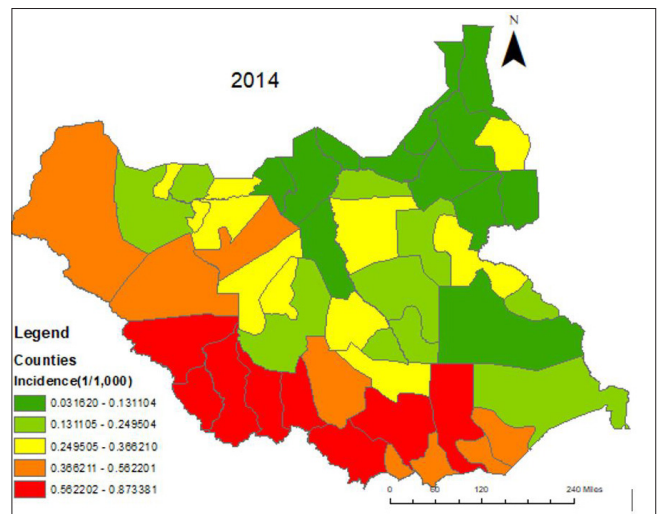 N
2014
Legend
Counties
Incidence(1/1,000)
0.031620 - 0.131104
0.131105 - 0.249504
0.249505 - 0.366210
0.366211 - 0.562201
0.562202 - 0.873381
0 60 120 240 Miles